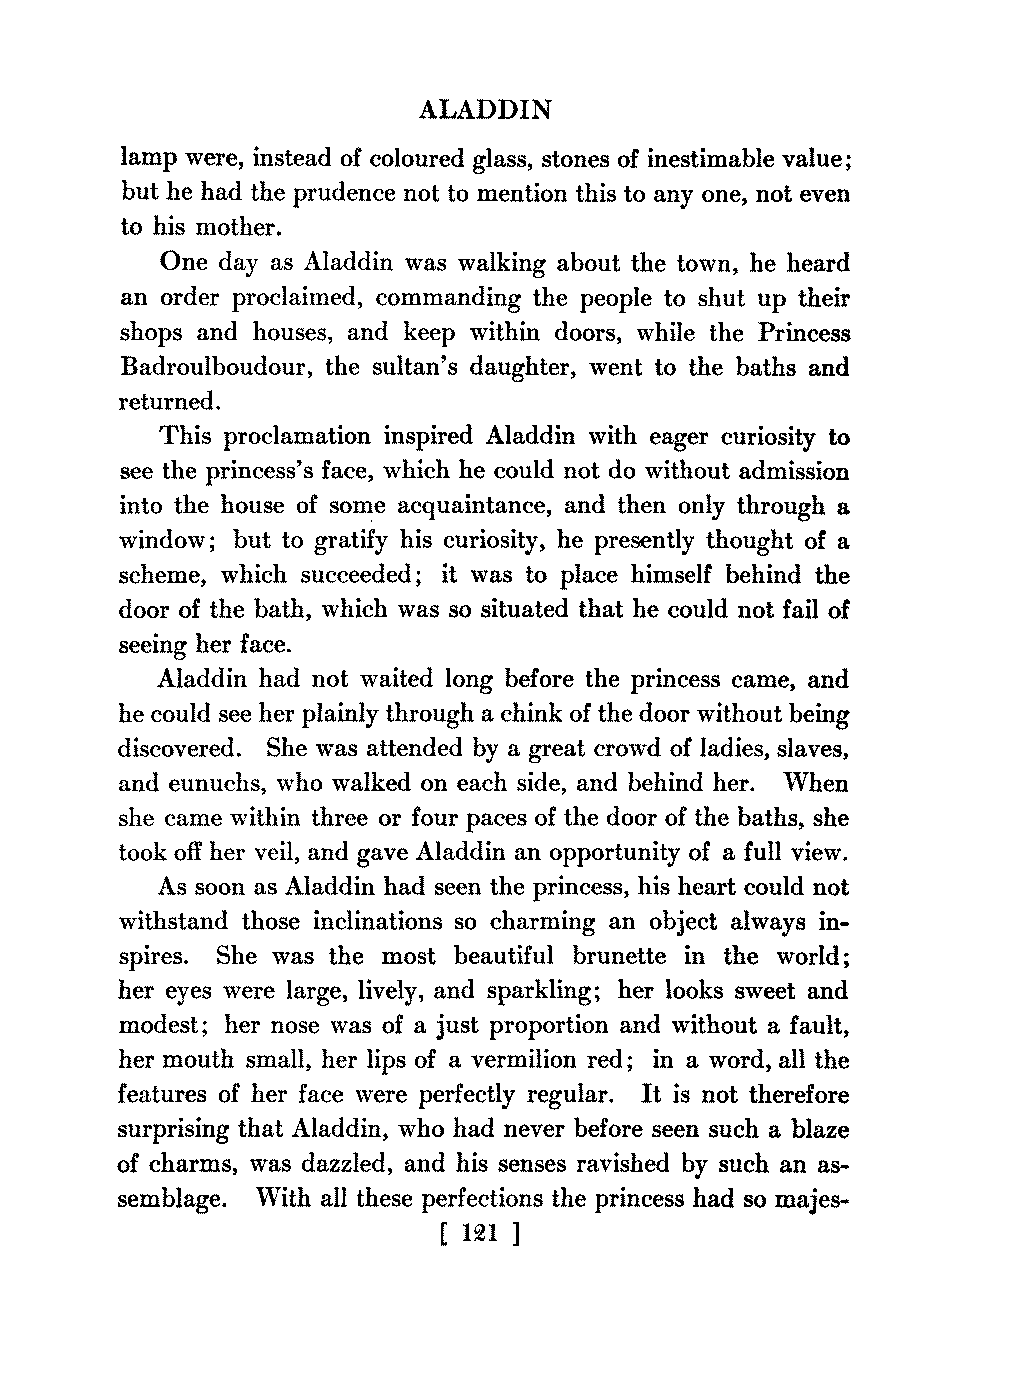 ALADDIN
lamp were, instead of coloured glass, stones of inestimable value;
but he had the prudence not to mention this to any one, not even
to his mother.
One day as Aladdin was walking about the town, he heard
an order proclaimed, commanding the people to shut up their
shops and houses, and keep within doors, while the Princess
Badroulboudour, the sultan's daughter, went to the baths and
returned.
This proclamation inspired Aladdin with eager curiosity to
see the princess's face, which he could not do without admission
into the house of some acquaintance, and then only through a
window; but to gratify his curiosity, he presently thought of a
scheme, which succeeded; it was to place himself behind the
door of the bath, which was so situated that he could not fail of
seeing her face.
Aladdin had not waited long before the princess came, and
he could see her plainly through a chink of the door without being
discovered. She was attended by a great crowd of ladies, slaves,
and eunuchs, who walked on each side, and behind her. When
she came within three or four paces of the door of the baths, she
took off her veil, and gave Aladdin an opportunity of a full view.
As soon as Aladdin had seen the princess, his heart could not
withstand those inclinations so charming an object always in-
spires. She was the most beautiful brunette in the world;
her eyes were large, lively, and sparkling; her looks sweet and
modest; her nose was of a just proportion and without a fault,
her mouth small, her lips of a vermilion red; in a word, all the
features of her face were perfectly regular. It is not therefore
surprising that Aladdin, who had never before seen such a blaze
of charms, was dazzled, and his senses ravished by such an as-
semblage. With all these perfections the princess had so majes-
[ 121 ]